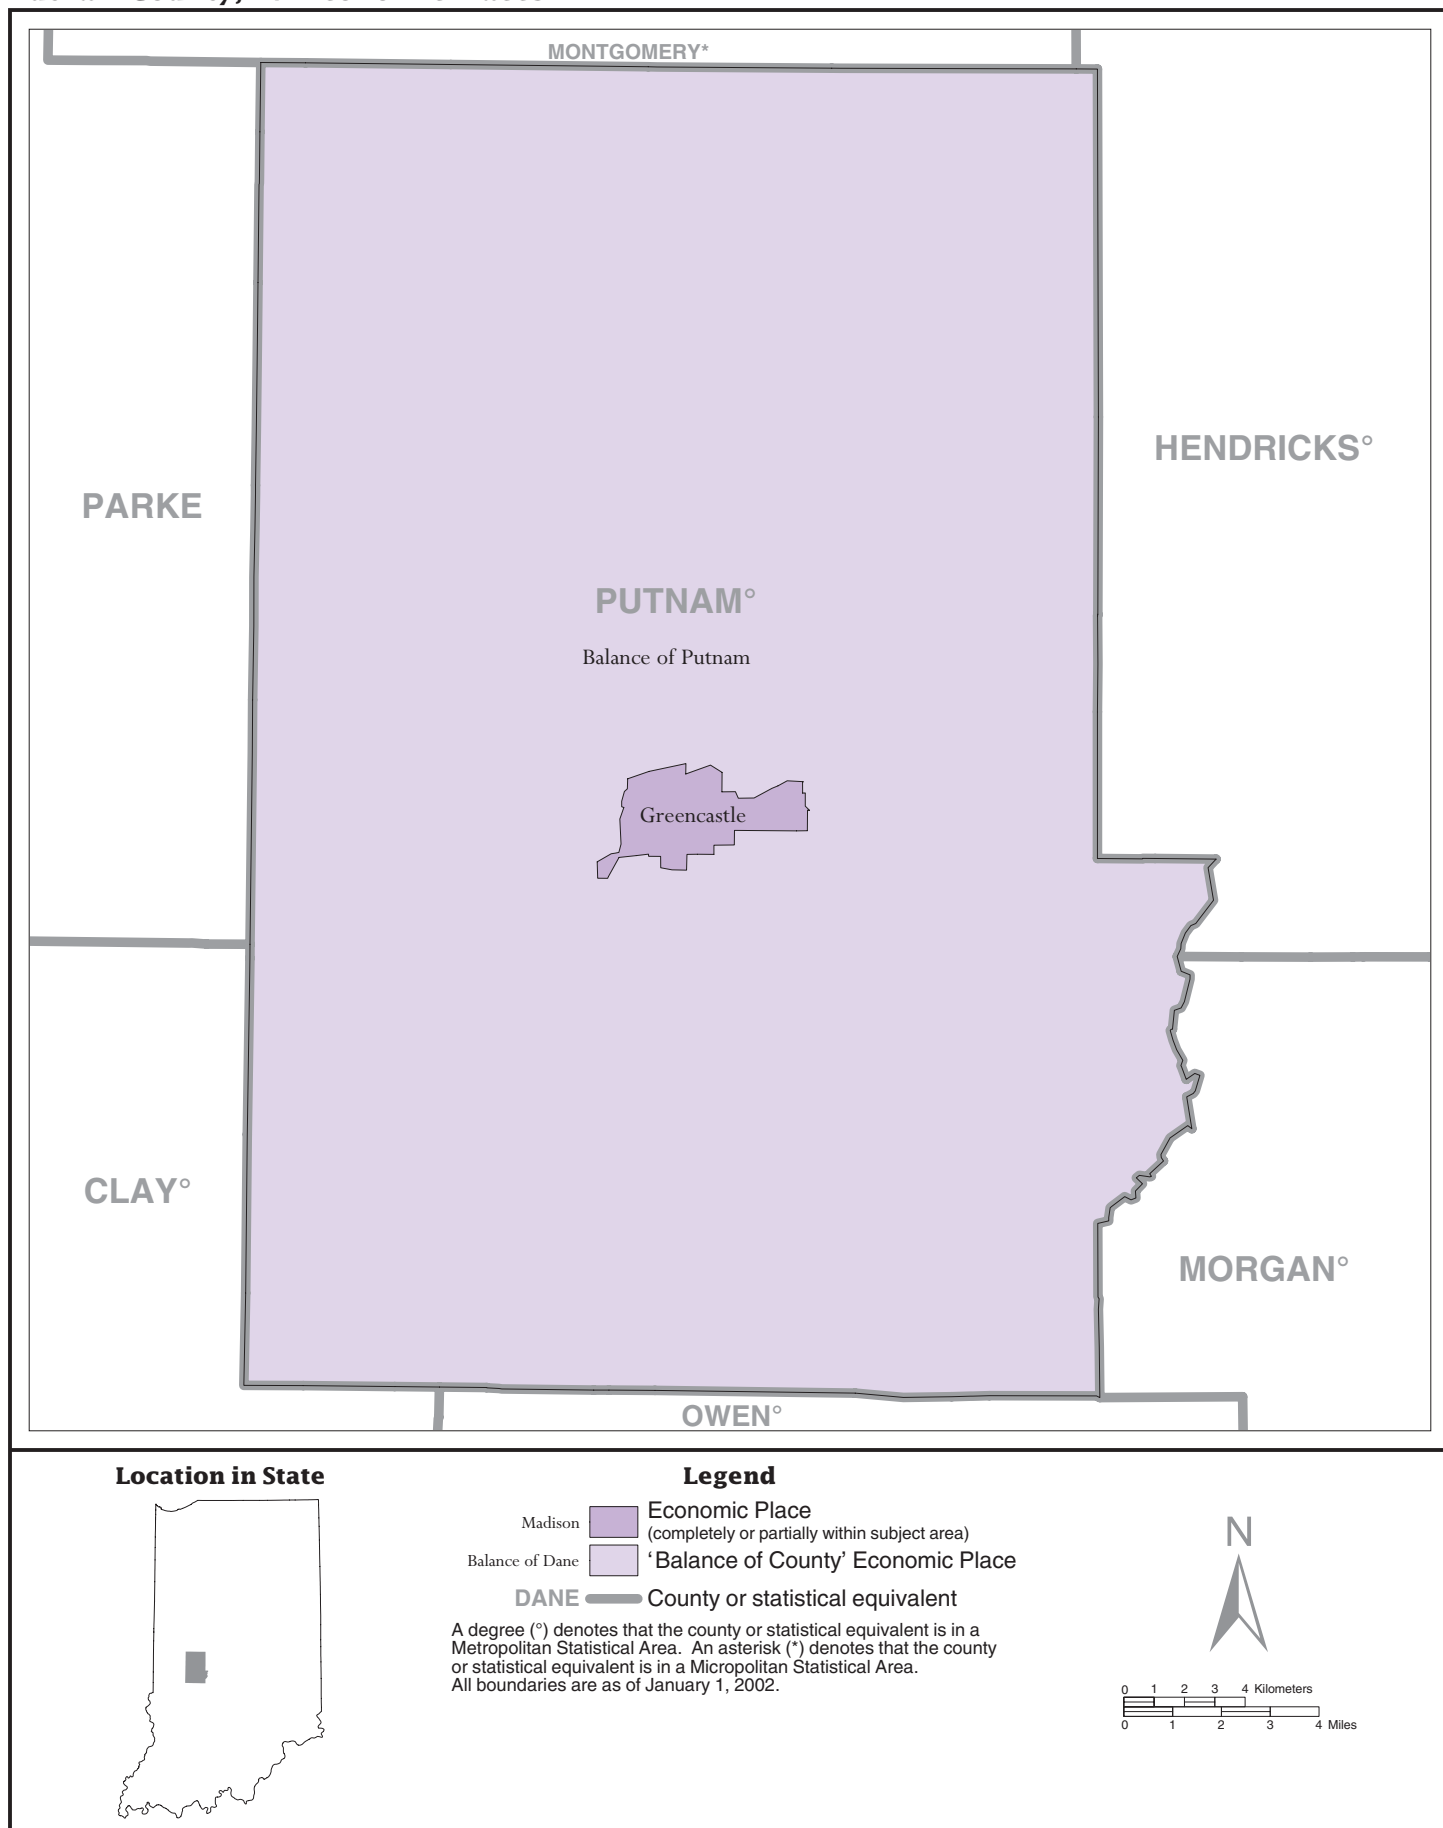 MONTGOMERY*
HENDRICKS°
PARKE
PUTNAM°
Balance of Putnam
Greencastle
CLAY°
MORGAN°
OWEN°
Location in State
Legend
Madison
Economic Place
(completely or partially within subject area)
Balance of Dane
‘Balance of County’ Economic Place
DANE
County or statistical equivalent
A degree (°) denotes that the county or statistical equivalent is in a
Metropolitan Statistical Area. An asterisk (*) denotes that the county
or statistical equivalent is in a Micropolitan Statistical Area.
All boundaries are as of January 1, 2002.
N
0 1 2 3 4 Kilometers
0 1 2 3 4 Miles